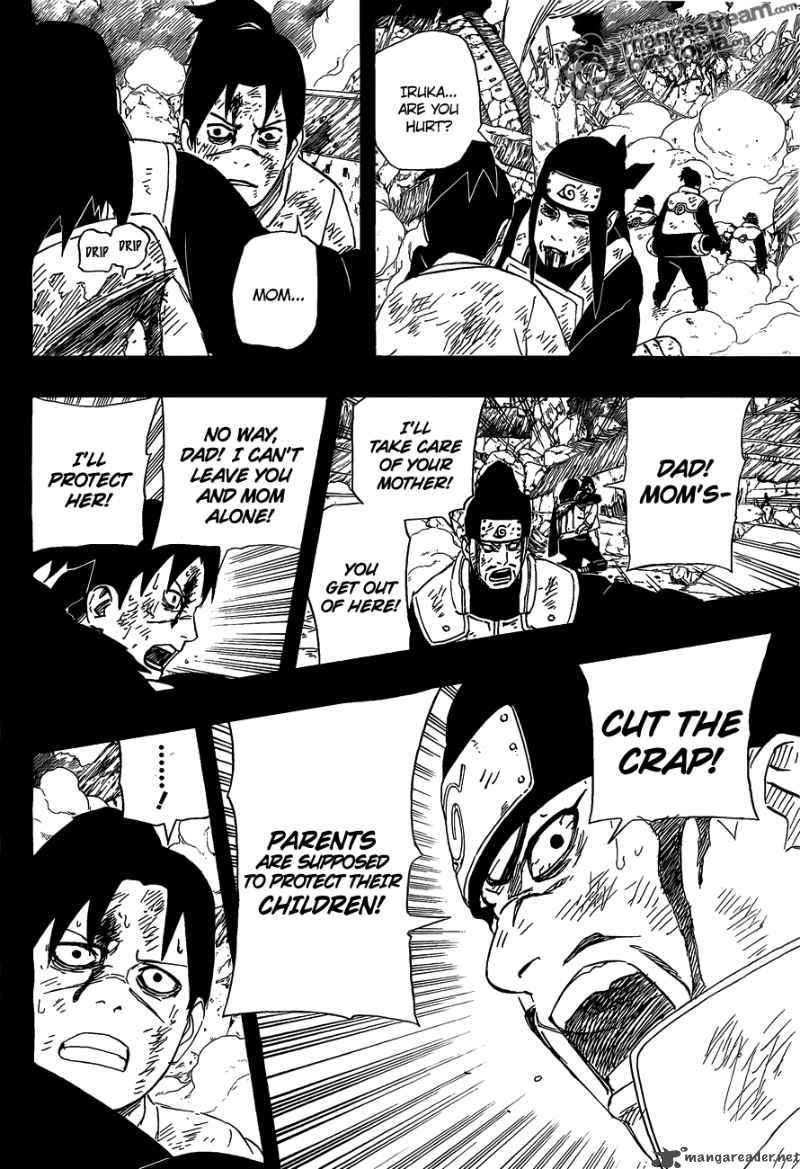 mangastream.com
IRUKA...
ARE YOU
HURT?
DRIP DRIP
MOM...
DAD!
MOM'S-
I'LL
TAKE CARE
OF YOUR
MOTHER!
YOU
GET OUT
OF HERE!
NO WAY,
DAD! I CAN'T
LEAVE YOU
AND MOM
ALONE!
I'LL
PROTECT
HER!
CUT THE
CRAP!
PARENTS
ARE SUPPOSED
TO PROTECT THEIR
CHILDREN!
......!
mangareader.net